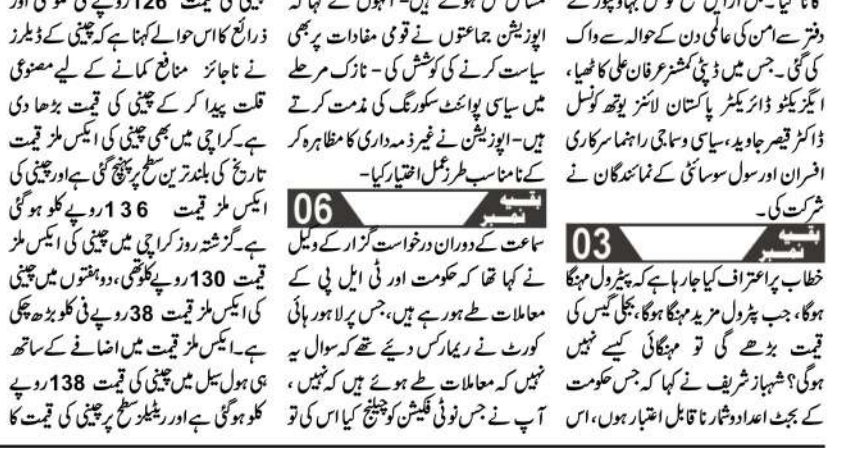 دفتر سے امن کی عالمی دن کے حوالہ سے واک
کی گئی۔ جس میں ڈپٹی کمشنر عرفان علی کاٹھیا،
ایگزیکٹو ڈائریکٹر پاکستان لائنز یوتھ کونسل
ڈاکٹر قیصر جاوید، سیاسی وسماجی راہنما سرکاری
افسران اور سول سوسائٹی کے نمائندگان نے
شرکت کی۔
بقیہ نمبر 03
خطاب پر اعتراف کیا جارہا ہے کہ پیٹرول مہنگا
ہوگا، جب پٹرول مزید مہنگا ہوگا، بجلی گیس کی
قیمت بڑھے گی تو مہنگائی کیسے نہیں
ہوگی؟ شہباز شریف نے کہا کہ جس حکومت
کے بجٹ اعدادوشمار نا قابل اعتبار ہوں، اس
اپوزیشن جماعتوں نے قومی مفادات پر بھی
سیاست کرنے کی کوشش کی – نازک مرحلے
میں سیاسی پوائنٹ سکورنگ کی مذمت کرتے
ہیں– اپوزیشن نے غیر ذمہ داری کا مظاہرہ کر
کے نامناسب طرز عمل اختیار کیا–
بقیہ نمبر 06
سماعت کے دوران درخواست گزار کے وکیل
نے کہا تھا کہ حکومت اور ٹی ایل پی کے
معاملات طے ہورہے ہیں، جس پر لاہور ہائی
کورٹ نے ریمارکس دیئے تھے کہ سوال یہ
نہیں کہ معاملات طے ہوئے ہیں کہ نہیں ،
آپ نے جس نوٹی فکیشن کو چیلنج کیا اس کی تو
ذرائع کا اس حوالے کہنا ہے کہ چینی کے ڈیلرز
نے ناجائز منافع کمانے کے لیے مصنوعی
قلت پیدا کر کے چینی کی قیمت بڑھا دی
ہے۔ کراچی میں بھی چینی کی ایکس ملز قیمت
تاریخ کی بلند ترین سطح پر پہنچ گئی ہے اور چینی کی
ایکس ملز قیمت 136 روپے کلو ہوگئی
ہے۔ گزشتہ روز کراچی میں چینی کی ایکس ملز
قیمت 130 روپے کلو تھی، دو ہفتوں میں چینی
کی ایکس ملز قیمت 38 روپے فی کلو بڑھ چکی
ہے۔ ایکس ملز قیمت میں اضافے کے ساتھ
ہی ہول سیل میں چینی کی قیمت 138 روپے
کلو ہوگئی ہے اور ریٹیلرز سطح پر چینی کی قیمت کا